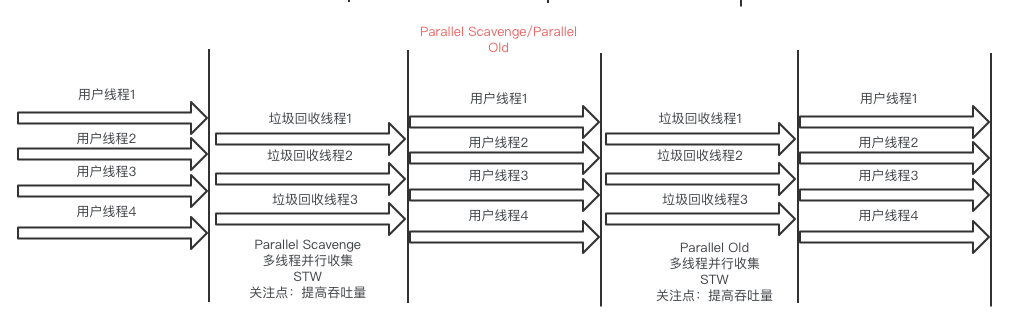 Parallel Scavenge/Parallel
Old
用户线程1
用户线程2
用户线程3
用户线程4
垃圾回收线程1
垃圾回收线程2
垃圾回收线程3
Parallel Scavenge
多线程并行收集
STW
关注点：提高吞吐量
用户线程1
用户线程2
用户线程3
用户线程4
垃圾回收线程1
垃圾回收线程2
垃圾回收线程3
Parallel Old
多线程并行收集
STW
关注点：提高吞吐量
用户线程1
用户线程2
用户线程3
用户线程4